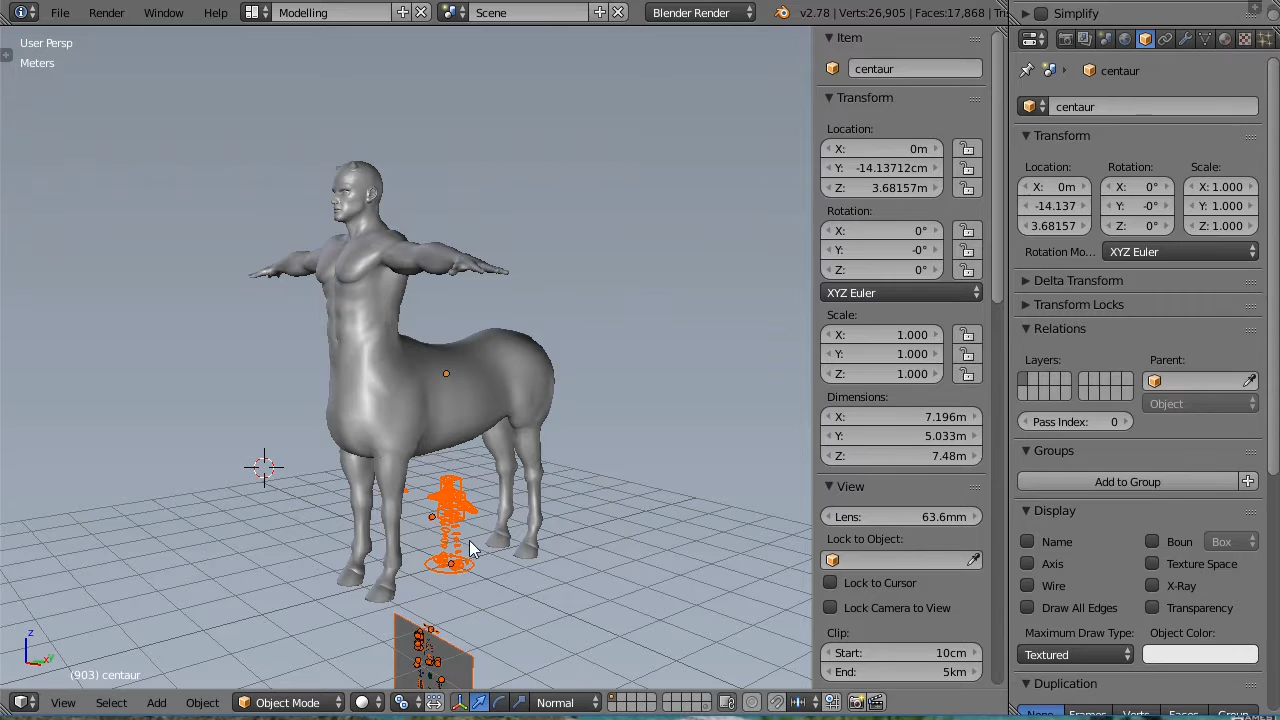 File Render Window Help Modelling Scene Blender Render v2.78 | Verts:26,905 | Faces:17,868 | Tri
Simplify
User Persp
Meters
Item
centaur
Transform
Location:
X: 0m
Y: -14.13712cm
Z: 3.68157m
Rotation:
X: 0°
Y: -0°
Z: 0°
XYZ Euler
Scale:
X: 1.000
Y: 1.000
Z: 1.000
Dimensions:
X: 7.196m
Y: 5.033m
Z: 7.48m
View
Lens: 63.6mm
Lock to Object:
Lock to Cursor
Lock Camera to View
Clip:
Start: 10cm
End: 5km
centaur
centaur
Transform
Location: Rotation: Scale:
X: 0m X: 0° X: 1.000
-14.137 Y: -0° Y: 1.000
3.68157 Z: 0° Z: 1.000
Rotation Mo... XYZ Euler
Delta Transform
Transform Locks
Relations
Layers: Parent:
Object
Pass Index: 0
Groups
Add to Group
Display
Name Boun Box
Axis Texture Space
Wire X-Ray
Draw All Edges Transparency
Maximum Draw Type: Object Color:
Textured
Duplication
None Frames Verts Faces Group
z
x y
(903) centaur
View Select Add Object Object Mode Normal